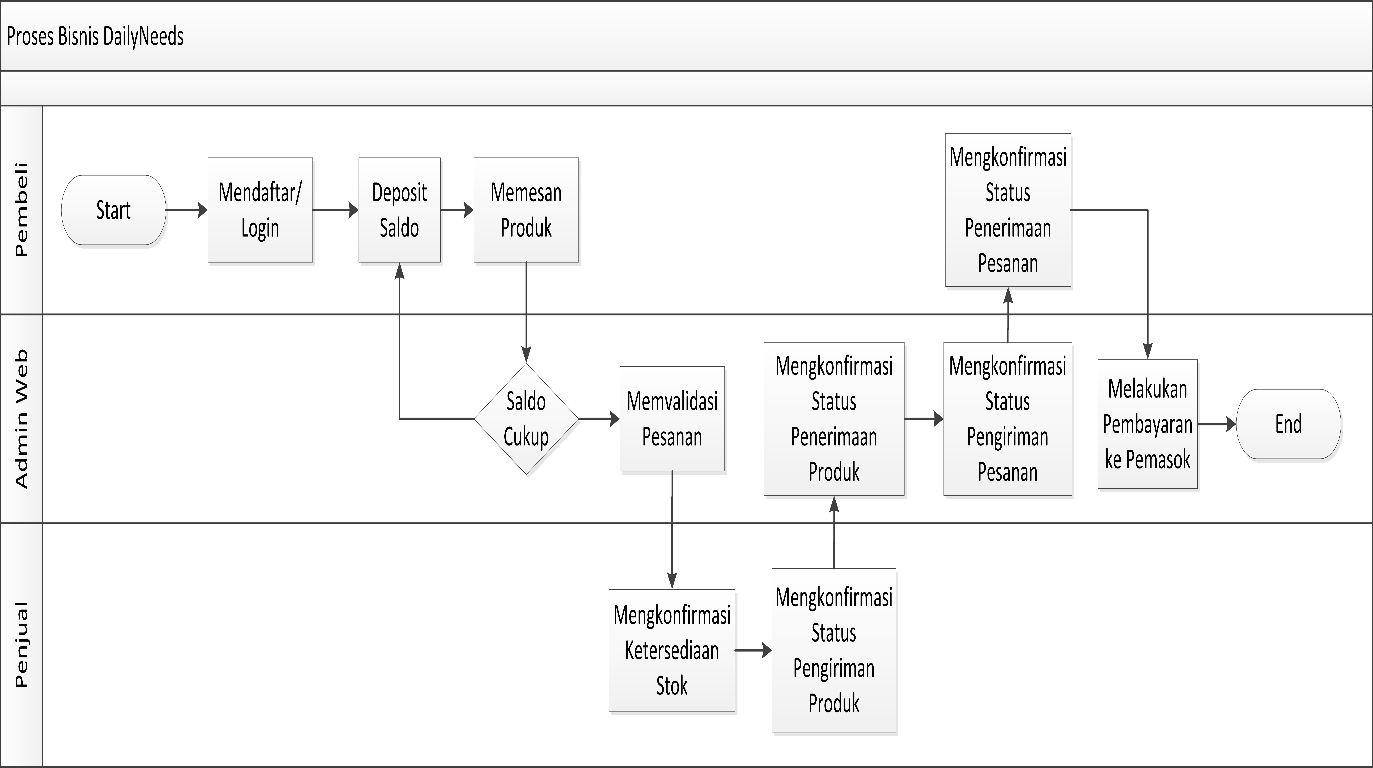 Proses Bisnis DailyNeeds
Pembeli
Start
Mendaftar/
Login
Deposit
Saldo
Memesan
Produk
Mengkonfirmasi
Status
Penerimaan
Pesanan
Admin Web
Saldo
Cukup
Memvalidasi
Pesanan
Mengkonfirmasi
Status
Penerimaan
Produk
Mengkonfirmasi
Status
Pengiriman
Pesanan
Melakukan
Pembayaran
ke Pemasok
End
Penjual
Mengkonfirmasi
Ketersediaan
Stok
Mengkonfirmasi
Status
Pengiriman
Produk